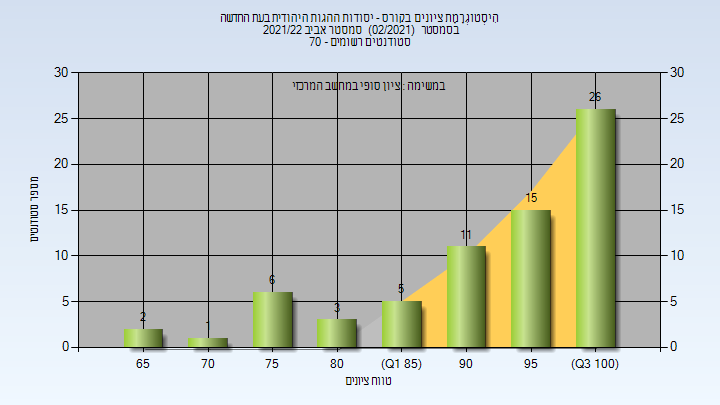 היסטוגרמת ציונים בקורס - יסודות ההגות היהודית בעת החדשה
בסמסטר (02/2021) סמסטר אביב 2021/22
סטודנטים רשומים - 70
במשימה : ציון סופי במחשב המרכזי
30 30
25 25
20 20
15 15
10 10
5 5
0 0
2 1 6 3 5 11 15 26
65 70 75 80 (Q1 85) 90 95 (Q3 100)
מספר סטודנטים
טווח ציונים